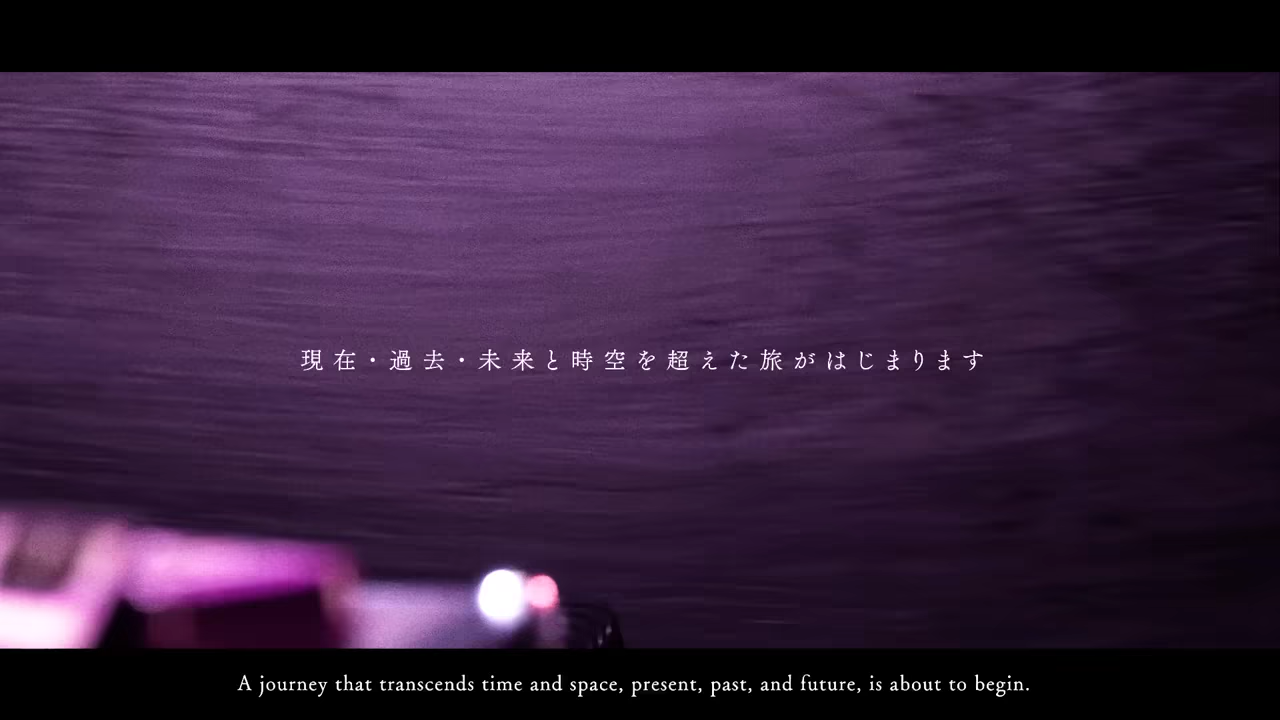 現在・過去・未来と時空を超えた旅がはじまります
A journey that transcends time and space, present, past, and future, is about to begin.